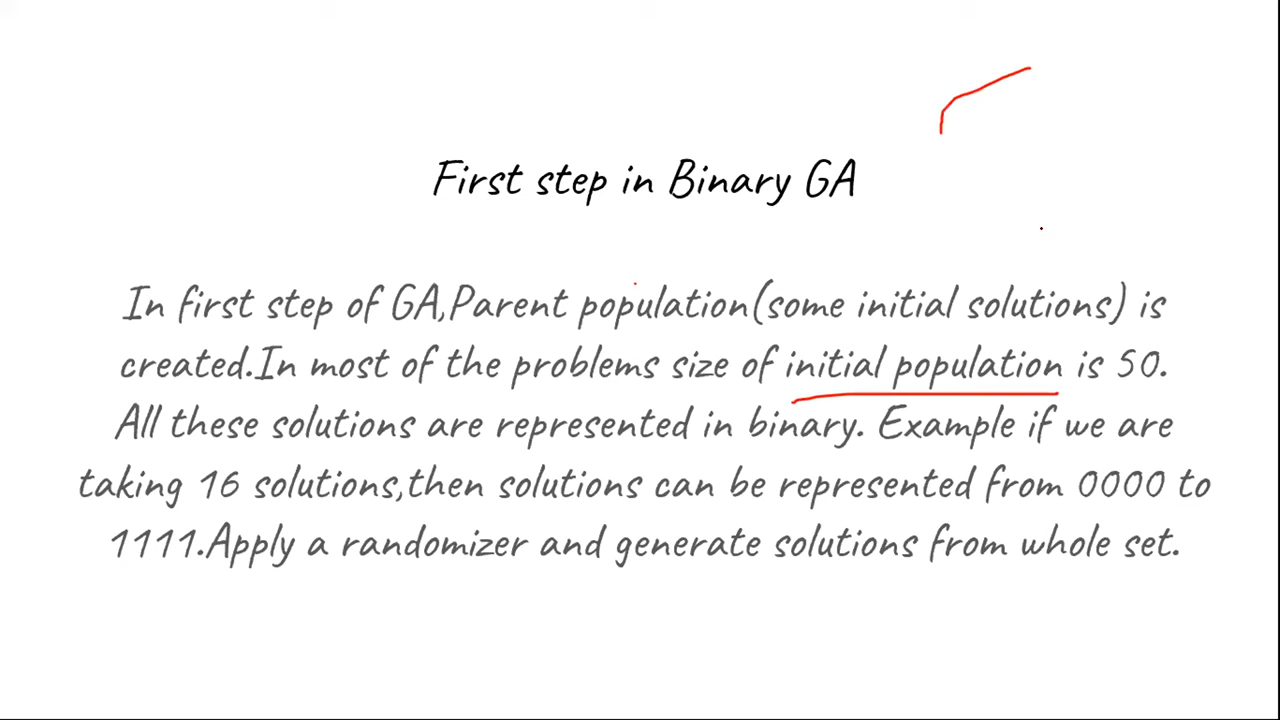 First step in Binary GA
In first step of GA,Parent population(some initial solutions) is
created.In most of the problems size of initial population is 50.
All these solutions are represented in binary. Example if we are
taking 16 solutions,then solutions can be represented from 0000 to
1111.Apply a randomizer and generate solutions from whole set.